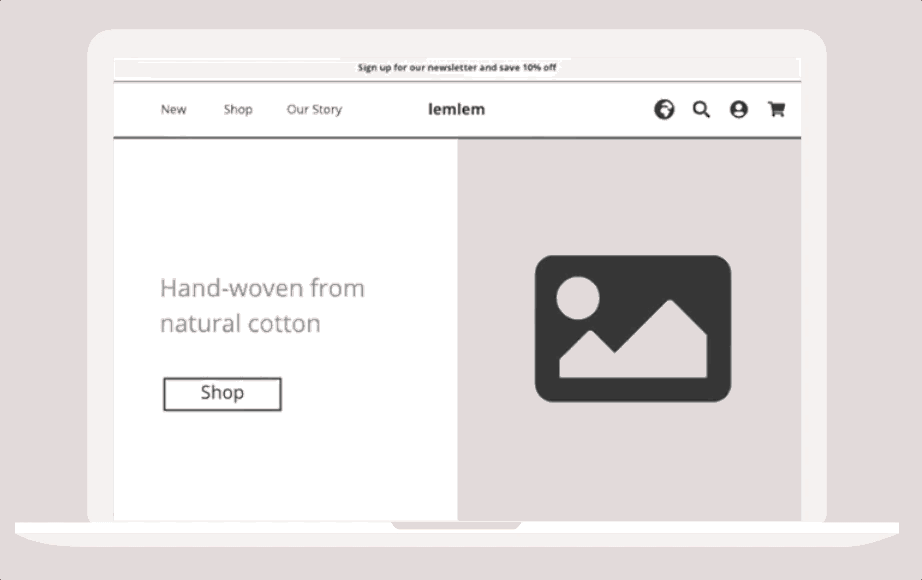 Sign up for our newsletter and save 10% off
New Shop Our Story lemlem
Hand-woven from
natural cotton
Shop